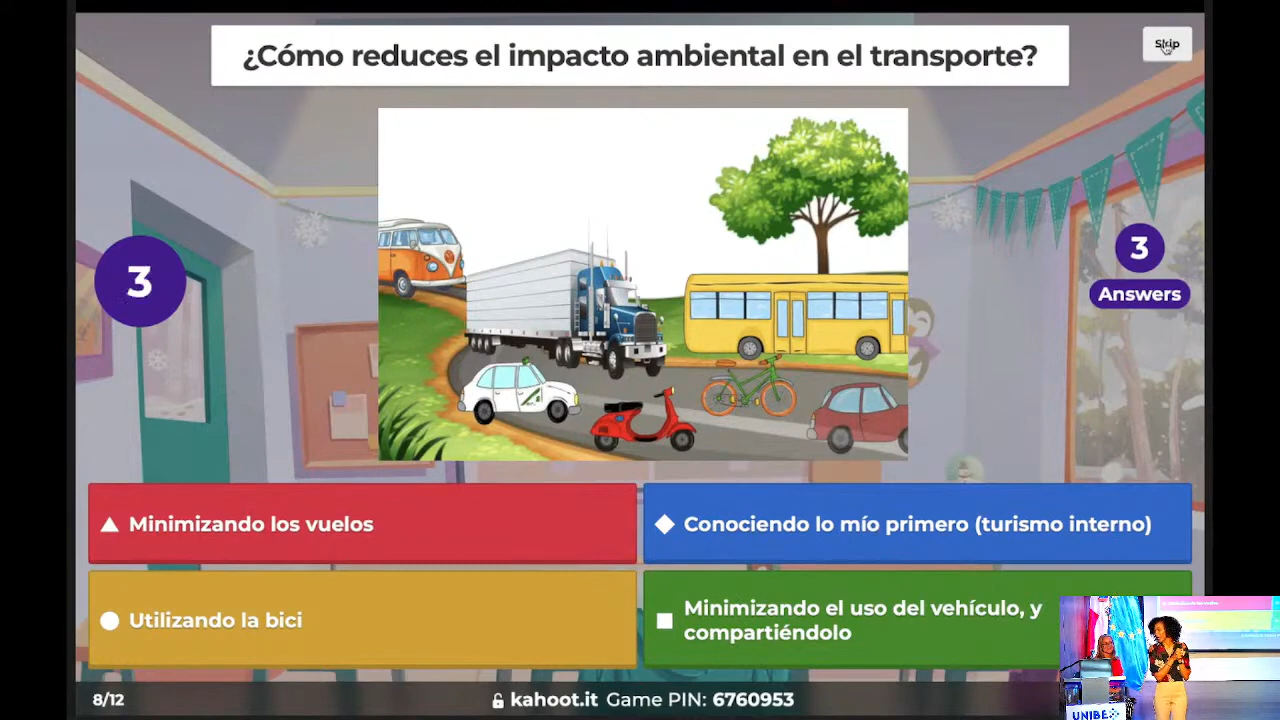 ¿Cómo reduces el impacto ambiental en el transporte?
Skip
3
3
Answers
Minimizando los vuelos
Conociendo lo mío primero (turismo interno)
Utilizando la bici
Minimizando el uso del vehículo, y
compartiéndolo
8/12
kahoot.it Game PIN: 6760953
UNIBE